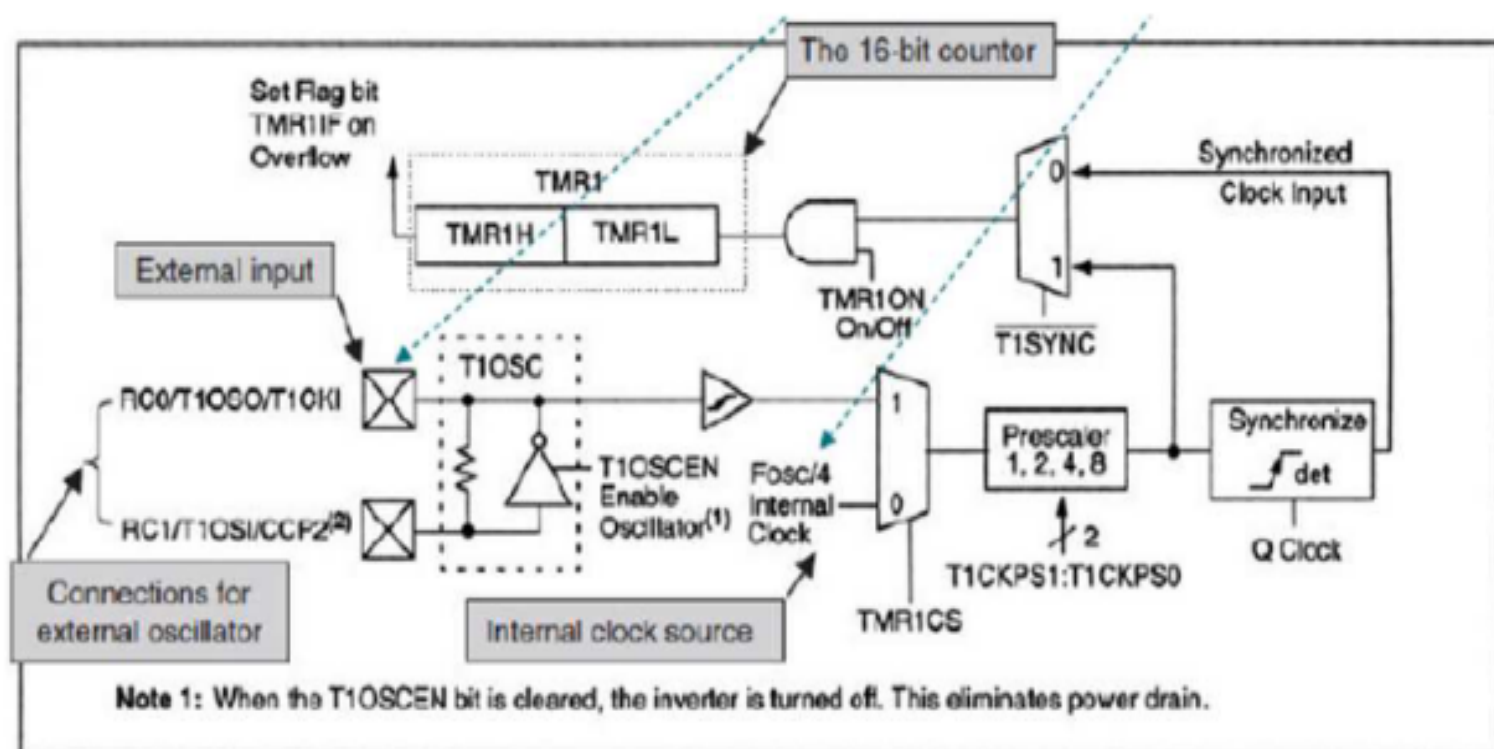 The 16-bit counter
Set Flag bit
TMR1IF on
Overflow
TMR1
TMR1H
TMR1L
External input
TMR1ON
On/Off
0
1
T1SYNC
Synchronized
Clock Input
T1OSC
RC0/T1OSO/T1CKI
RC1/T1OSI/CCP2(2)
T1OSCEN
Enable
Oscillator(1)
Fosc/4
Internal
Clock
1
0
TMR1CS
Prescaler
1, 2, 4, 8
2
T1CKPS1:T1CKPS0
Synchronize
det
Q Clock
Connections for
external oscillator
Internal clock source
Note 1: When the T1OSCEN bit is cleared, the inverter is turned off. This eliminates power drain.